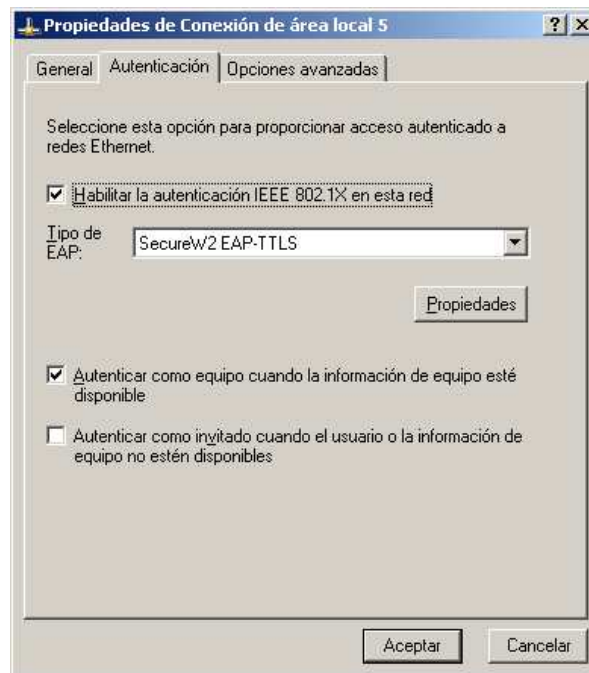 Propiedades de Conexión de área local 5
General
Autenticación
Opciones avanzadas
Seleccione esta opción para proporcionar acceso autenticado a
redes Ethernet.
Habilitar la autenticación IEEE 802.1X en esta red
Tipo de
EAP:
SecureW2 EAP-TTLS
Propiedades
Autenticar como equipo cuando la información de equipo esté
disponible
Autenticar como invitado cuando el usuario o la información de
equipo no estén disponibles
Aceptar
Cancelar